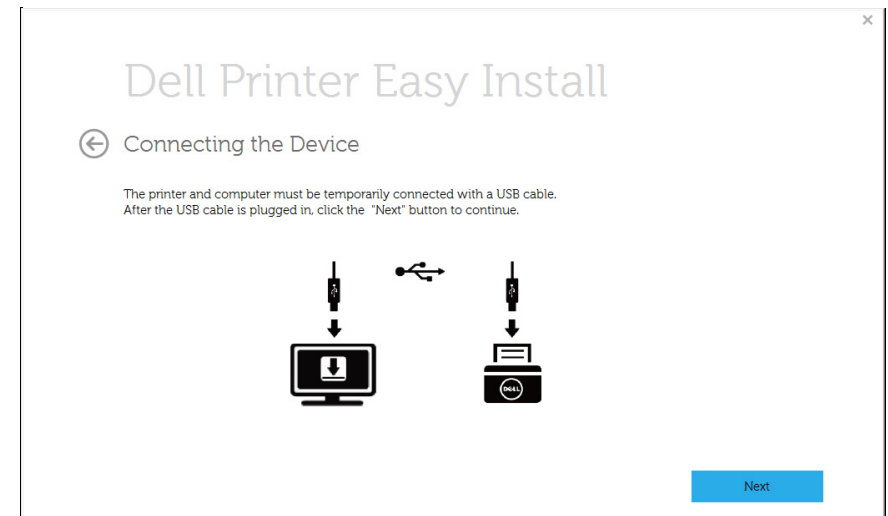 Dell Printer Easy Install
Connecting the Device
The printer and computer must be temporarily connected with a USB cable.
After the USB cable is plugged in, click the "Next" button to continue.
DELL
Next